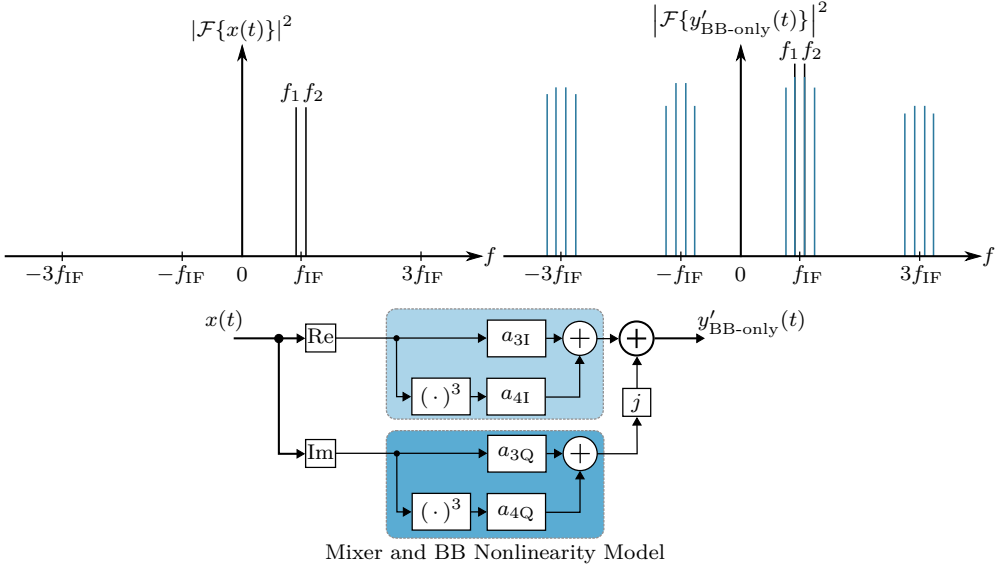 |ℱ{x(t)}|²
f₁ f₂
−3f_IF −f_IF 0 f_IF 3f_IF f
|ℱ{y′_BB-only(t)}|²
f₁ f₂
−3f_IF −f_IF 0 f_IF 3f_IF f
x(t) Re a_3I + + y′_BB-only(t)
(·)³ a_4I j
Im a_3Q +
(·)³ a_4Q
Mixer and BB Nonlinearity Model